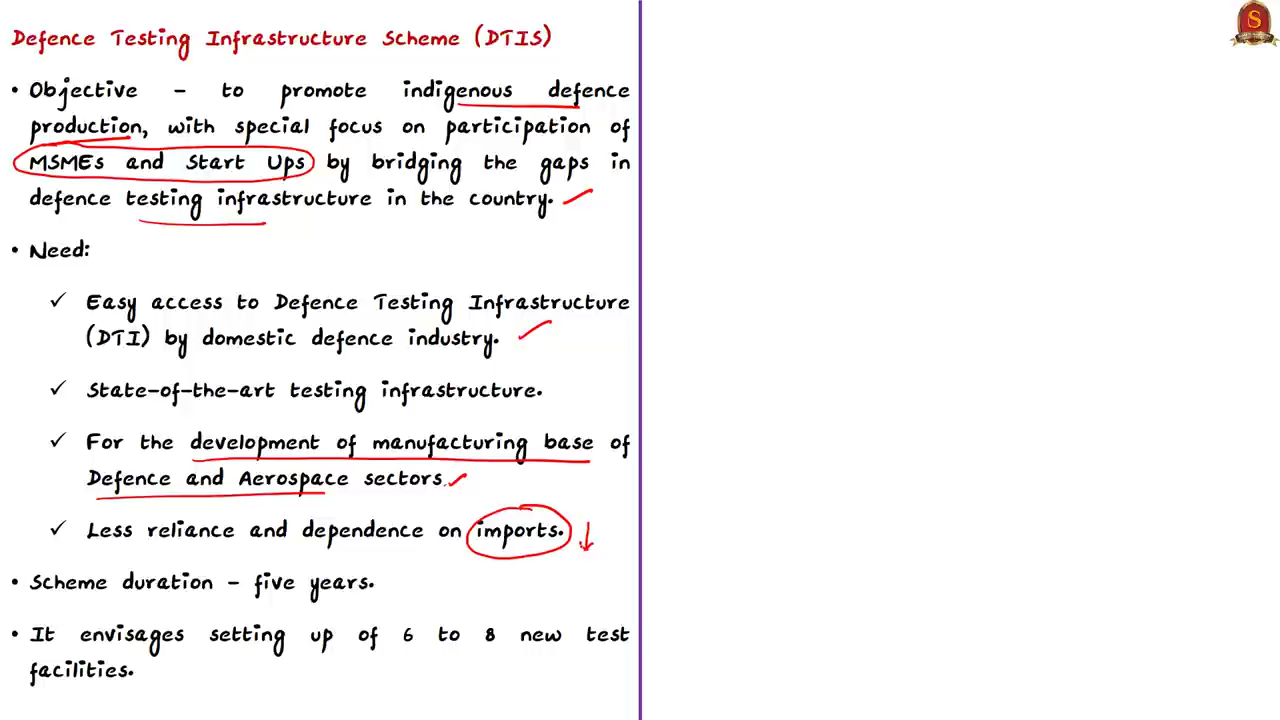 Defence Testing Infrastructure Scheme (DTIS)
• Objective – to promote indigenous defence
production, with special focus on participation of
MSMEs and Start Ups by bridging the gaps in
defence testing infrastructure in the country.
• Need:
✓ Easy access to Defence Testing Infrastructure
(DTI) by domestic defence industry.
✓ State-of-the-art testing infrastructure.
✓ For the development of manufacturing base of
Defence and Aerospace sectors.
✓ Less reliance and dependence on imports.
• Scheme duration – five years.
• It envisages setting up of 6 to 8 new test
facilities.
S